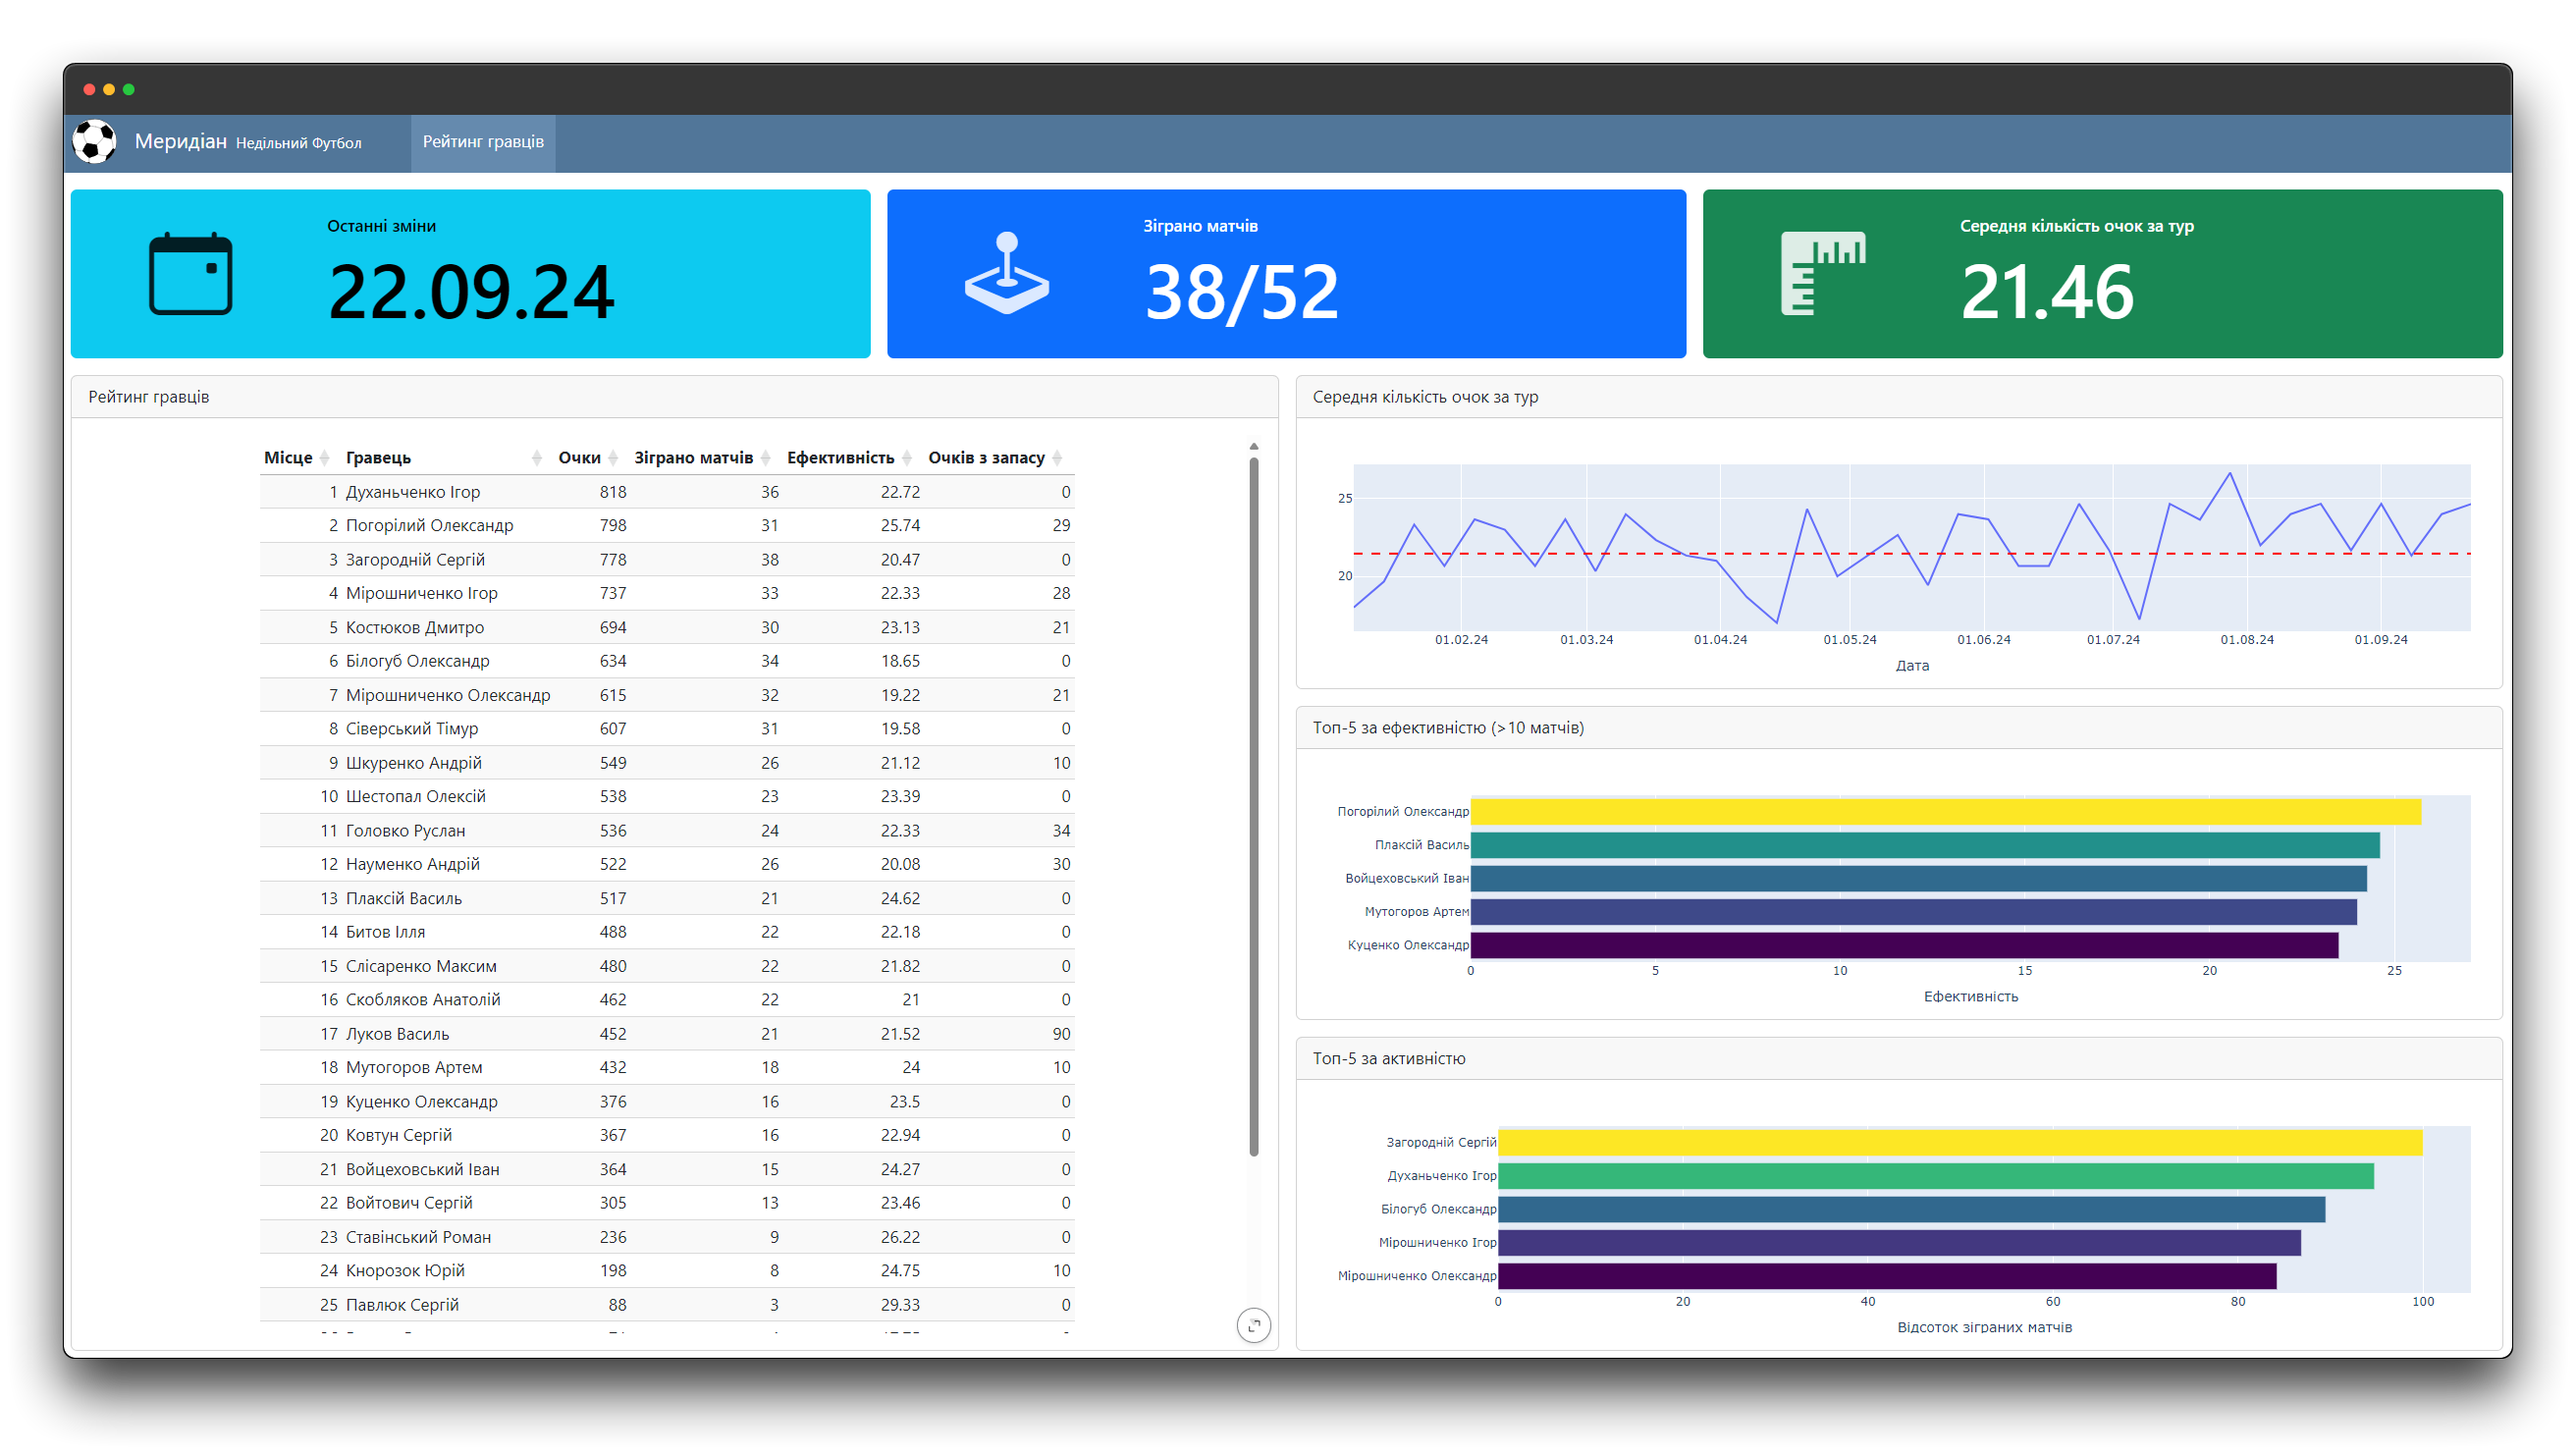 Меридіан Недільний Футбол Рейтинг гравців
Останні зміни
22.09.24
Зіграно матчів
38/52
Середня кількість очок за тур
21.46
Рейтинг гравців
Місце Гравець Очки Зіграно матчів Ефективність Очків з запасу
1 Духаньченко Ігор 818 36 22.72 0
2 Погорілий Олександр 798 31 25.74 29
3 Загородній Сергій 778 38 20.47 0
4 Мірошниченко Ігор 737 33 22.33 28
5 Костюков Дмитро 694 30 23.13 21
6 Білогуб Олександр 634 34 18.65 0
7 Мірошниченко Олександр 615 32 19.22 21
8 Сіверський Тімур 607 31 19.58 0
9 Шкуренко Андрій 549 26 21.12 10
10 Шестопал Олексій 538 23 23.39 0
11 Головко Руслан 536 24 22.33 34
12 Науменко Андрій 522 26 20.08 30
13 Плаксій Василь 517 21 24.62 0
14 Битов Ілля 488 22 22.18 0
15 Слісаренко Максим 480 22 21.82 0
16 Скобляков Анатолій 462 22 21 0
17 Луков Василь 452 21 21.52 90
18 Мутогоров Артем 432 18 24 10
19 Куценко Олександр 376 16 23.5 0
20 Ковтун Сергій 367 16 22.94 0
21 Войцеховський Іван 364 15 24.27 0
22 Войтович Сергій 305 13 23.46 0
23 Ставінський Роман 236 9 26.22 0
24 Кнорозок Юрій 198 8 24.75 10
25 Павлюк Сергій 88 3 29.33 0
Середня кількість очок за тур
25
20
01.02.24 01.03.24 01.04.24 01.05.24 01.06.24 01.07.24 01.08.24 01.09.24
Дата
Топ-5 за ефективністю (>10 матчів)
Погорілий Олександр
Плаксій Василь
Войцеховський Іван
Мутогоров Артем
Куценко Олександр
0 5 10 15 20 25
Ефективність
Топ-5 за активністю
Загородній Сергій
Духаньченко Ігор
Білогуб Олександр
Мірошниченко Ігор
Мірошниченко Олександр
0 20 40 60 80 100
Відсоток зіграних матчів